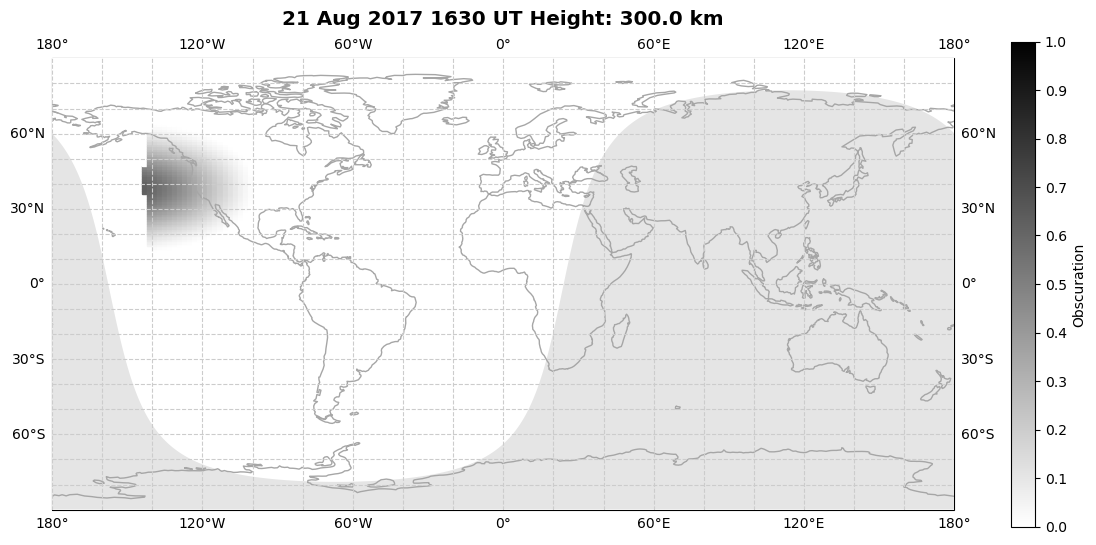 21 Aug 2017 1630 UT Height: 300.0 km
180° 120°W 60°W 0° 60°E 120°E 180°
60°N 60°N
30°N 30°N
0° 0°
30°S 30°S
60°S 60°S
180° 120°W 60°W 0° 60°E 120°E 180°
1.0
0.9
0.8
0.7
0.6
0.5
0.4
0.3
0.2
0.1
0.0
Obscuration